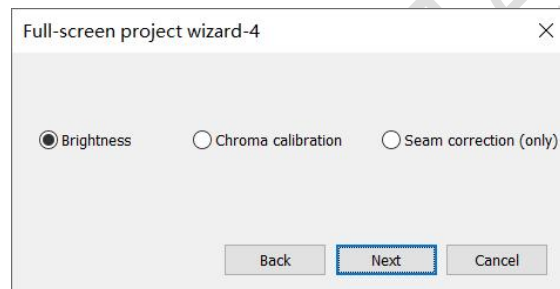 Full-screen project wizard-4
Brightness Chroma calibration Seam correction (only)
Back Next Cancel